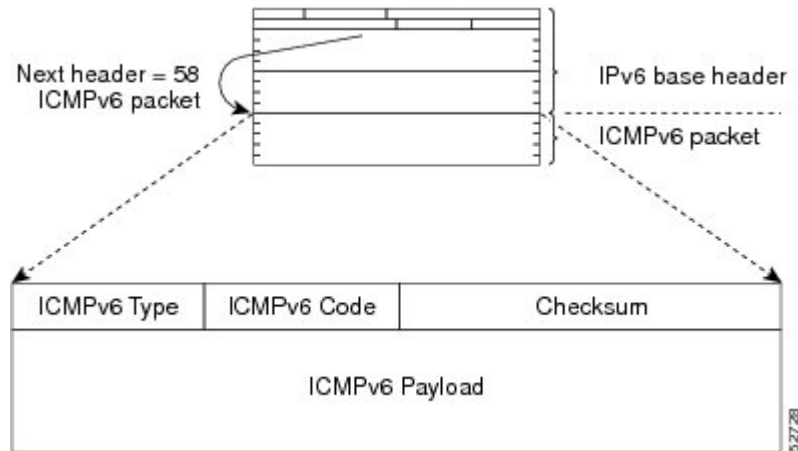 Next header = 58
ICMPv6 packet
IPv6 base header
ICMPv6 packet
ICMPv6 Type
ICMPv6 Code
Checksum
ICMPv6 Payload
52728